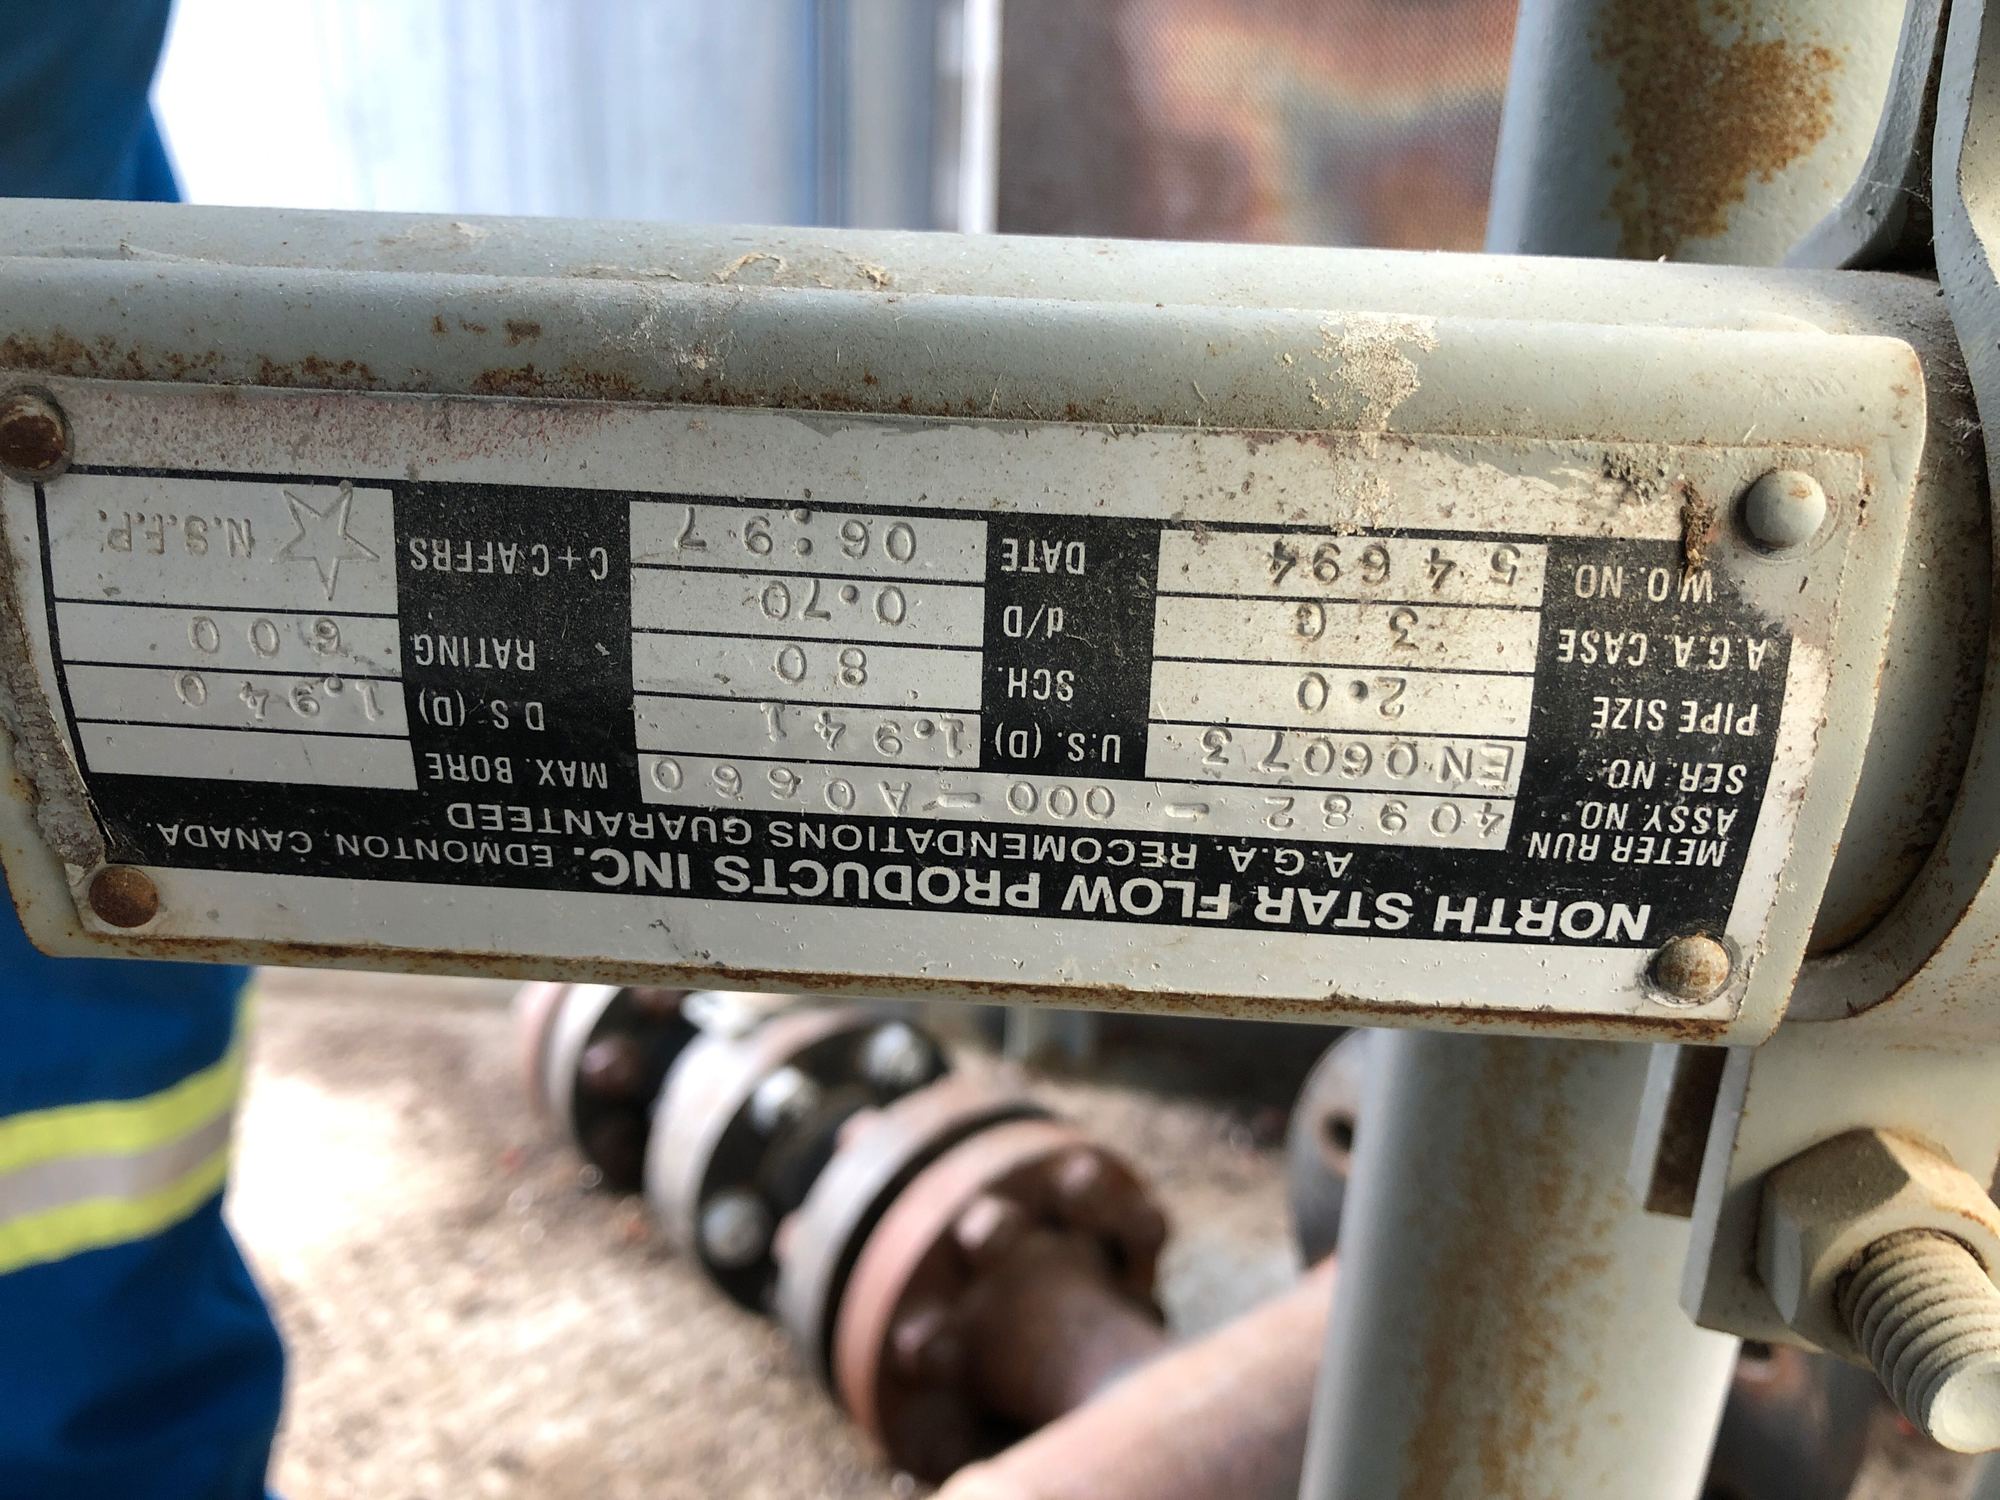 NORTH STAR FLOW PRODUCTS INC. EDMONTON, CANADA.
A.G.A. RECOMENDATIONS GUARANTEED
METER RUN
ASSY. NO. 40982-000-A0660 MAX. BORE
SER. NO. EN06073 U.S. (D) 1.941 D.S. (D) 1.940
PIPE SIZE 2.0 SCH. 80 RATING 600
A.G.A. CASE 3 G d/D 0.70 C+C AFFRS N.S.F.P.
W.O. NO. 54694 DATE 06:97